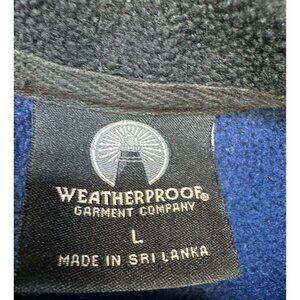 WEATHERPROOF®
GARMENT COMPANY
L
MADE IN SRI LANKA